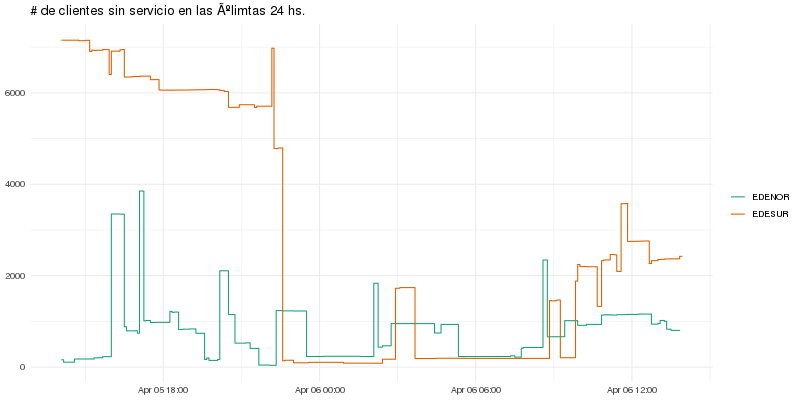 # de clientes sin servicio en las Ãºlimtas 24 hs.
6000
4000
2000
0
Apr 05 18:00
Apr 06 00:00
Apr 06 06:00
Apr 06 12:00
EDENOR
EDESUR